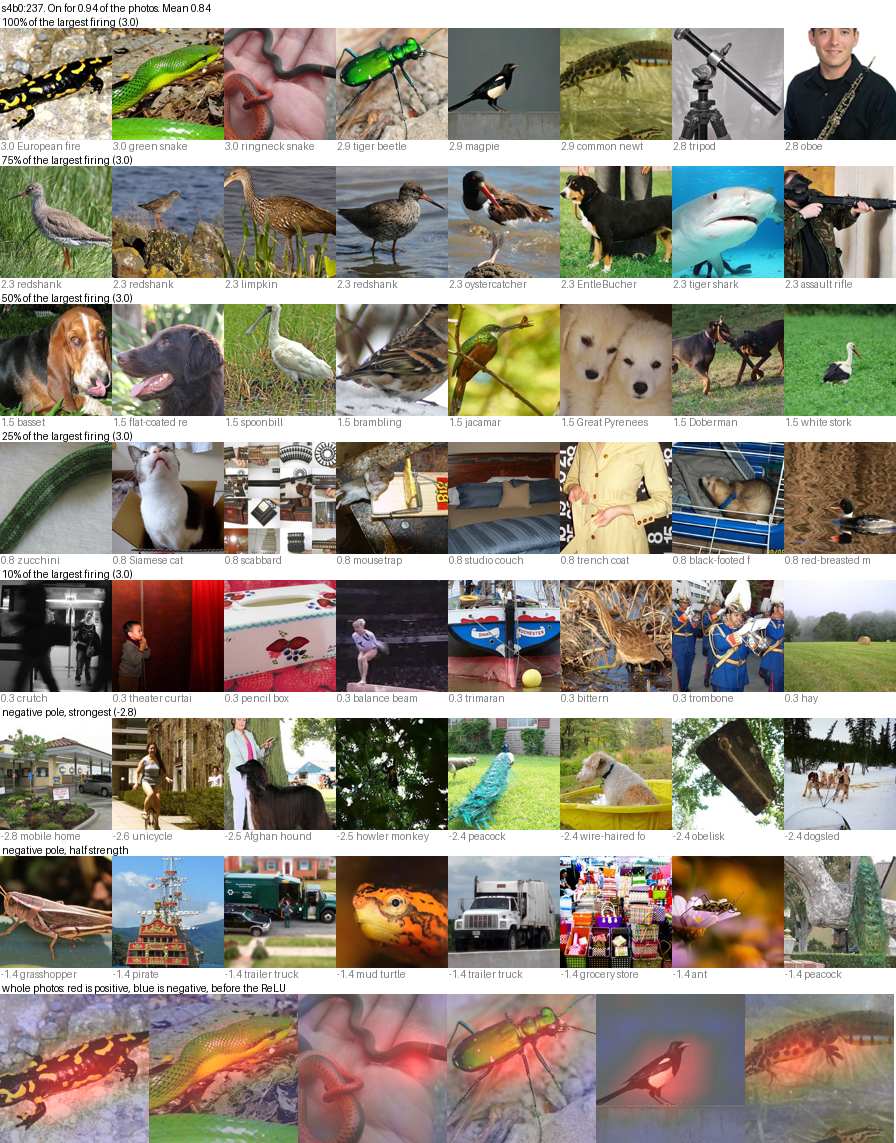 s4b0:237. On for 0.94 of the photos. Mean 0.84
100% of the largest firing (3.0)
3.0 European fire
3.0 green snake
3.0 ringneck snake
2.9 tiger beetle
2.9 magpie
2.9 common newt
2.8 tripod
2.8 oboe
75% of the largest firing (3.0)
2.3 redshank
2.3 redshank
2.3 limpkin
2.3 redshank
2.3 oystercatcher
2.3 EntleBucher
2.3 tiger shark
2.3 assault rifle
50% of the largest firing (3.0)
1.5 basset
1.5 flat-coated re
1.5 spoonbill
1.5 brambling
1.5 jacamar
1.5 Great Pyrenees
1.5 Doberman
1.5 white stork
25% of the largest firing (3.0)
0.8 zucchini
0.8 Siamese cat
0.8 scabbard
0.8 mousetrap
0.8 studio couch
0.8 trench coat
0.8 black-footed f
0.8 red-breasted m
10% of the largest firing (3.0)
0.3 crutch
0.3 theater curtai
0.3 pencil box
0.3 balance beam
0.3 trimaran
0.3 bittern
0.3 trombone
0.3 hay
negative pole, strongest (-2.8)
-2.8 mobile home
-2.6 unicycle
-2.5 Afghan hound
-2.5 howler monkey
-2.4 peacock
-2.4 wire-haired fo
-2.4 obelisk
-2.4 dogsled
negative pole, half strength
-1.4 grasshopper
-1.4 pirate
-1.4 trailer truck
-1.4 mud turtle
-1.4 trailer truck
-1.4 grocery store
-1.4 ant
-1.4 peacock
whole photos: red is positive, blue is negative, before the ReLU